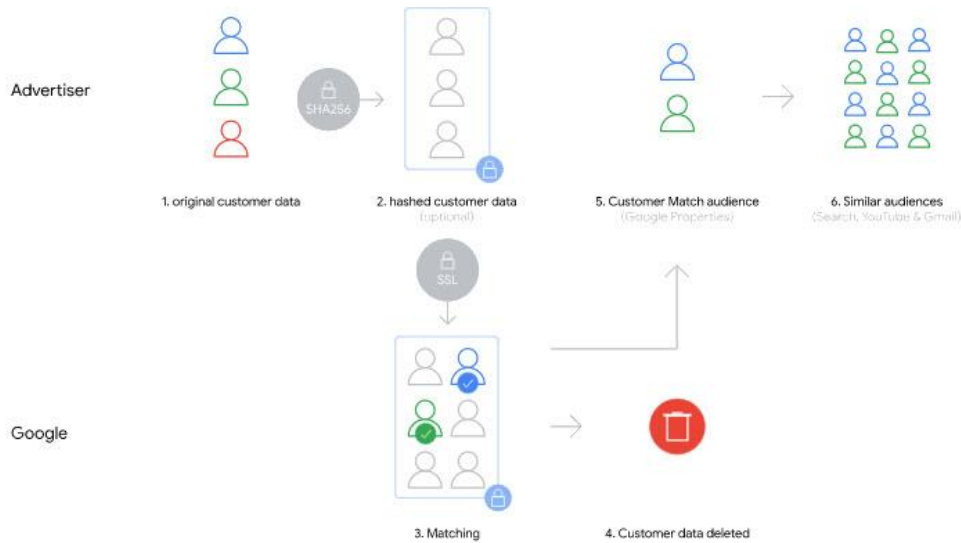 Advertiser
SHA256
1. original customer data
2. hashed customer data
(optional)
5. Customer Match audience
(Google Properties)
6. Similar audiences
(Search, YouTube & Gmail)
SSL
Google
3. Matching
4. Customer data deleted